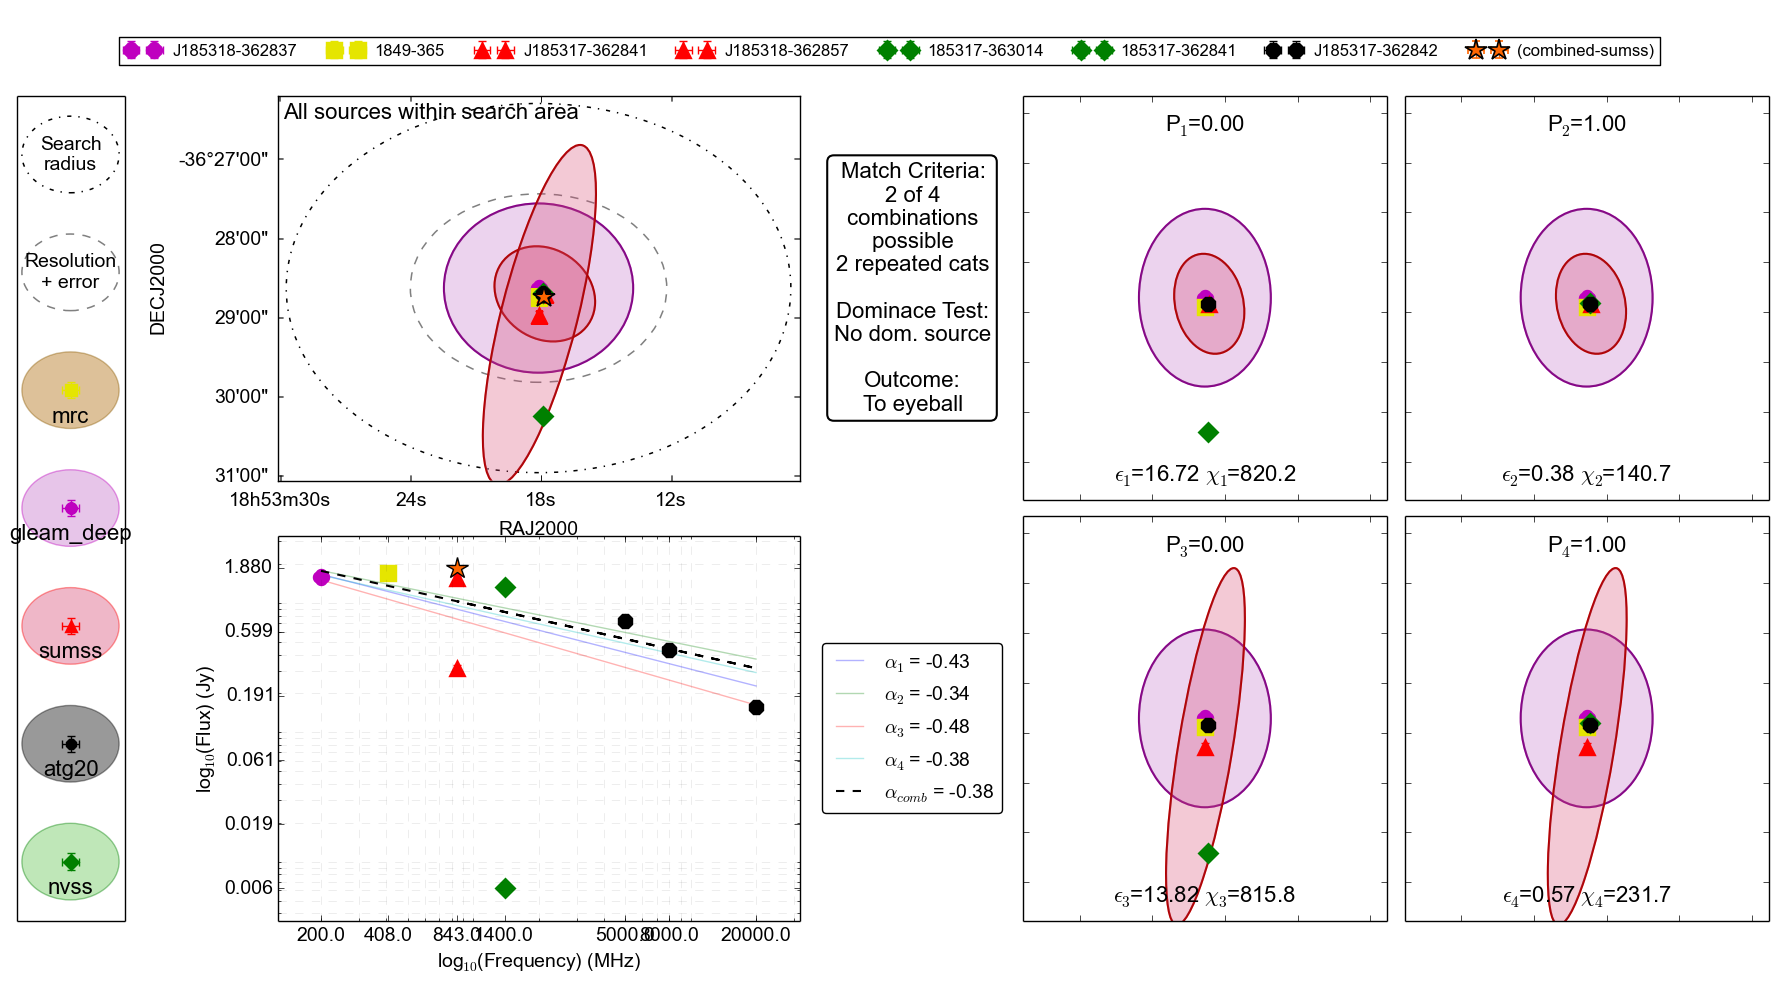 J185318-362837 1849-365 J185317-362841 J185318-362857 185317-363014 185317-362841 J185317-362842 (combined-sumss)
Search
radius
Resolution
+ error
mrc
gleam_deep
sumss
atg20
nvss
All sources within search area
DECJ2000
-36°27'00"
28'00"
29'00"
30'00"
31'00"
18h53m30s 24s 18s 12s
RAJ2000
Match Criteria:
2 of 4
combinations
possible
2 repeated cats
Dominace Test:
No dom. source
Outcome:
To eyeball
P1=0.00
ϵ1=16.72 χ1=820.2
P2=1.00
ϵ2=0.38 χ2=140.7
log10(Flux) (Jy)
1.880
0.599
0.191
0.061
0.019
0.006
200.0 408.0 843.0 1400.0 5000.0 8000.0 20000.0
log10(Frequency) (MHz)
α1 = -0.43
α2 = -0.34
α3 = -0.48
α4 = -0.38
αcomb = -0.38
P3=0.00
ϵ3=13.82 χ3=815.8
P4=1.00
ϵ4=0.57 χ4=231.7